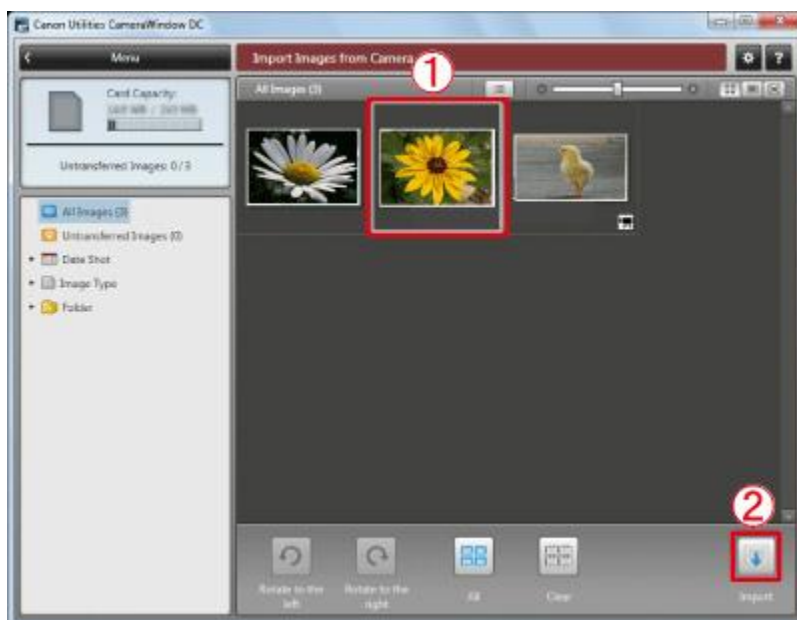 Canon Utilities CameraWindow DC
Menu
Import Images from Camera
?
Card Capacity:
Untransferred Images: 0 / 3
All Images (3)
1
All Images (3)
Untransferred Images (0)
Date Shot
Image Type
Folder
2
Rotate to the left
Rotate to the right
All
Clear
Import